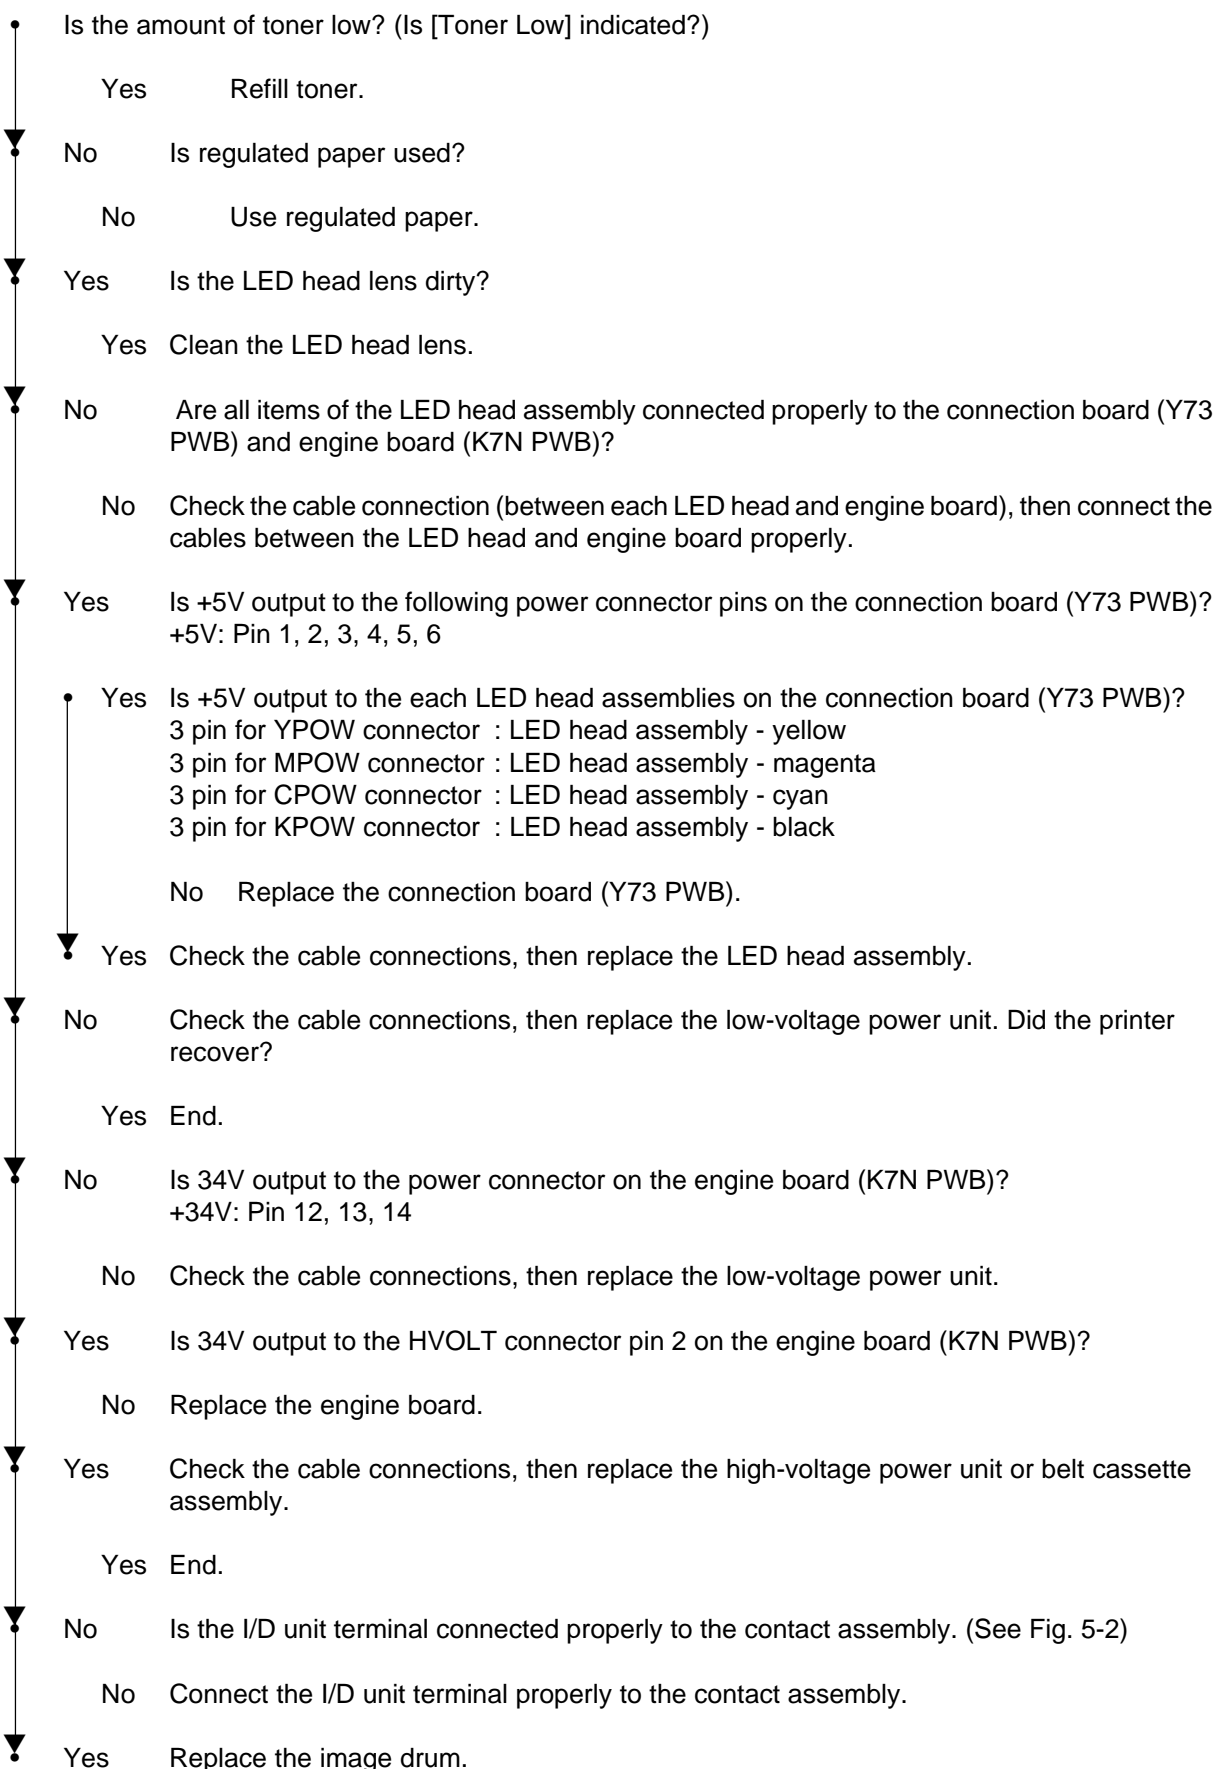 Is the amount of toner low? (Is [Toner Low] indicated?)
Yes Refill toner.
No Is regulated paper used?
No Use regulated paper.
Yes Is the LED head lens dirty?
Yes Clean the LED head lens.
No Are all items of the LED head assembly connected properly to the connection board (Y73
PWB) and engine board (K7N PWB)?
No Check the cable connection (between each LED head and engine board), then connect the
cables between the LED head and engine board properly.
Yes Is +5V output to the following power connector pins on the connection board (Y73 PWB)?
+5V: Pin 1, 2, 3, 4, 5, 6
Yes Is +5V output to the each LED head assemblies on the connection board (Y73 PWB)?
3 pin for YPOW connector : LED head assembly - yellow
3 pin for MPOW connector : LED head assembly - magenta
3 pin for CPOW connector : LED head assembly - cyan
3 pin for KPOW connector : LED head assembly - black
No Replace the connection board (Y73 PWB).
Yes Check the cable connections, then replace the LED head assembly.
No Check the cable connections, then replace the low-voltage power unit. Did the printer
recover?
Yes End.
No Is 34V output to the power connector on the engine board (K7N PWB)?
+34V: Pin 12, 13, 14
No Check the cable connections, then replace the low-voltage power unit.
Yes Is 34V output to the HVOLT connector pin 2 on the engine board (K7N PWB)?
No Replace the engine board.
Yes Check the cable connections, then replace the high-voltage power unit or belt cassette
assembly.
Yes End.
No Is the I/D unit terminal connected properly to the contact assembly. (See Fig. 5-2)
No Connect the I/D unit terminal properly to the contact assembly.
Yes Replace the image drum.